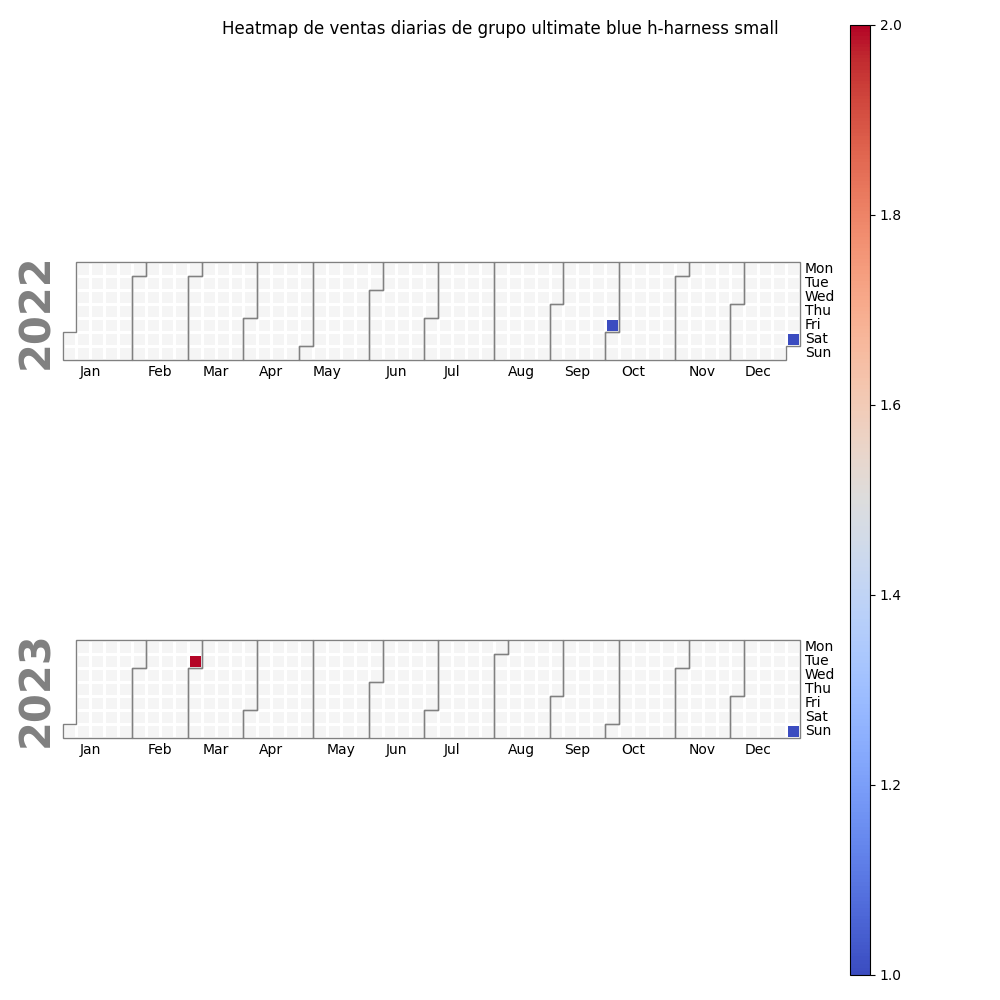 Heatmap de ventas diarias de grupo ultimate blue h-harness small
2022
Mon
Tue
Wed
Thu
Fri
Sat
Sun
Jan Feb Mar Apr May Jun Jul Aug Sep Oct Nov Dec
2023
Mon
Tue
Wed
Thu
Fri
Sat
Sun
Jan Feb Mar Apr May Jun Jul Aug Sep Oct Nov Dec
2.0
1.8
1.6
1.4
1.2
1.0